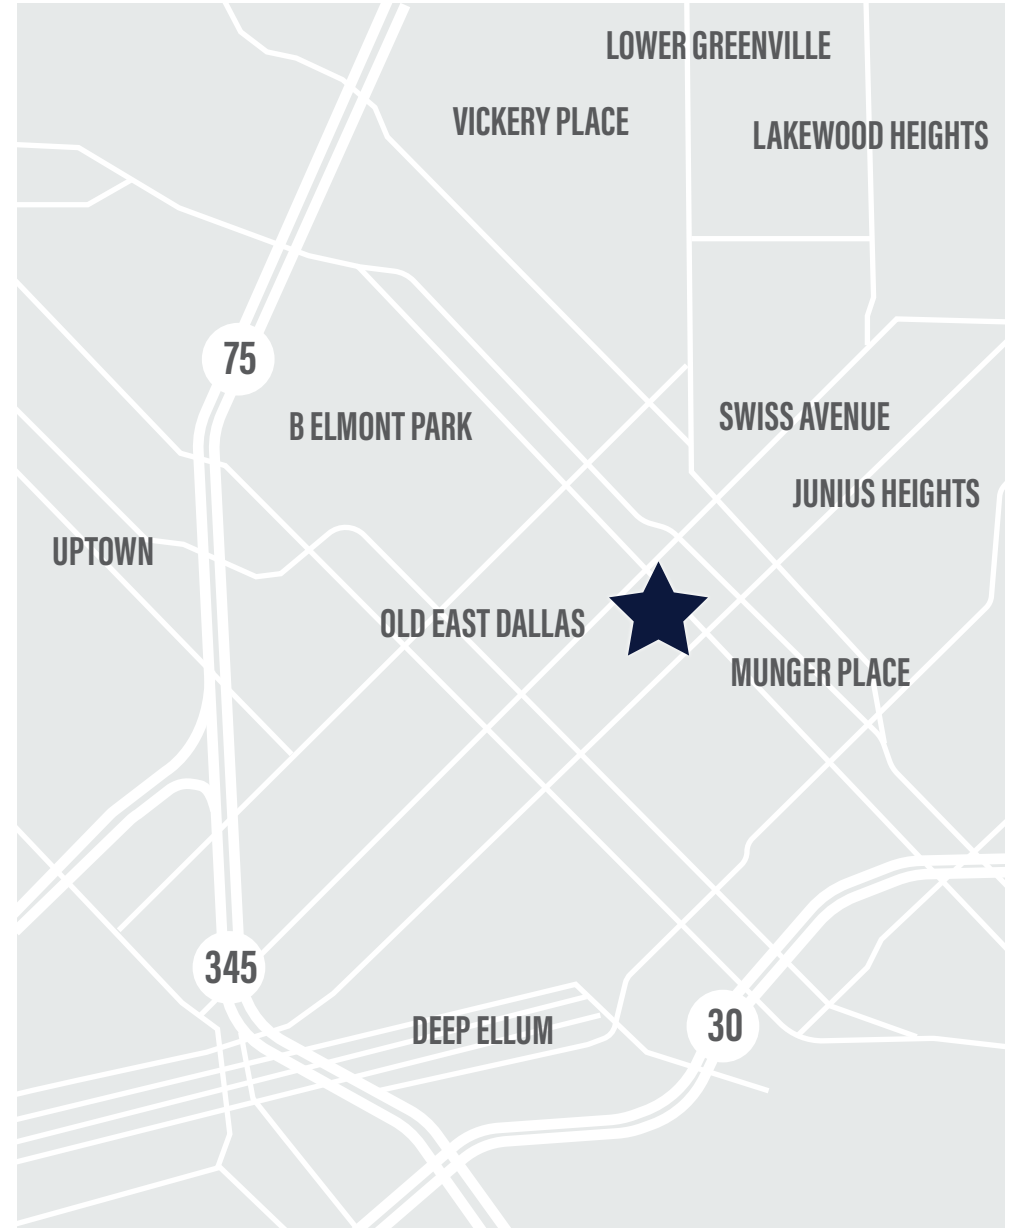 LOWER GREENVILLE
VICKERY PLACE
LAKEWOOD HEIGHTS
75
B ELMONT PARK
SWISS AVENUE
JUNIUS HEIGHTS
UPTOWN
OLD EAST DALLAS
MUNGER PLACE
345
DEEP ELLUM
30